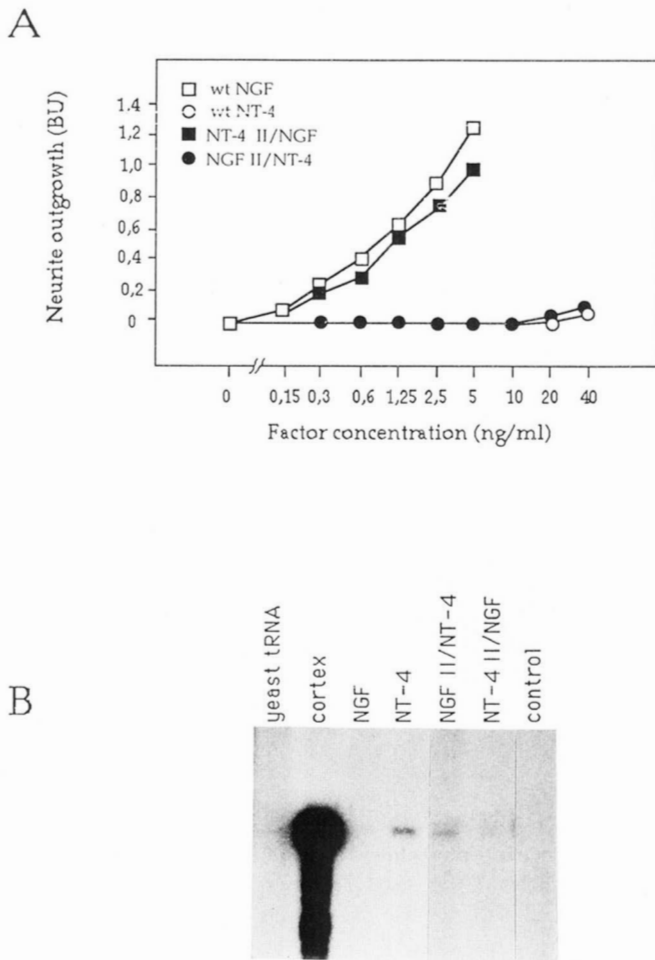 A
Neurite outgrowth (BU)
1.4
1,2
1,0
0,8
0,6
0,4
0,2
0
wt NGF
wt NT-4
NT-4 II/NGF
NGF II/NT-4
0 0,15 0,3 0,6 1,25 2,5 5 10 20 40
Factor concentration (ng/ml)
B
yeast tRNA
cortex
NGF
NT-4
NGF II/NT-4
NT-4 II/NGF
control